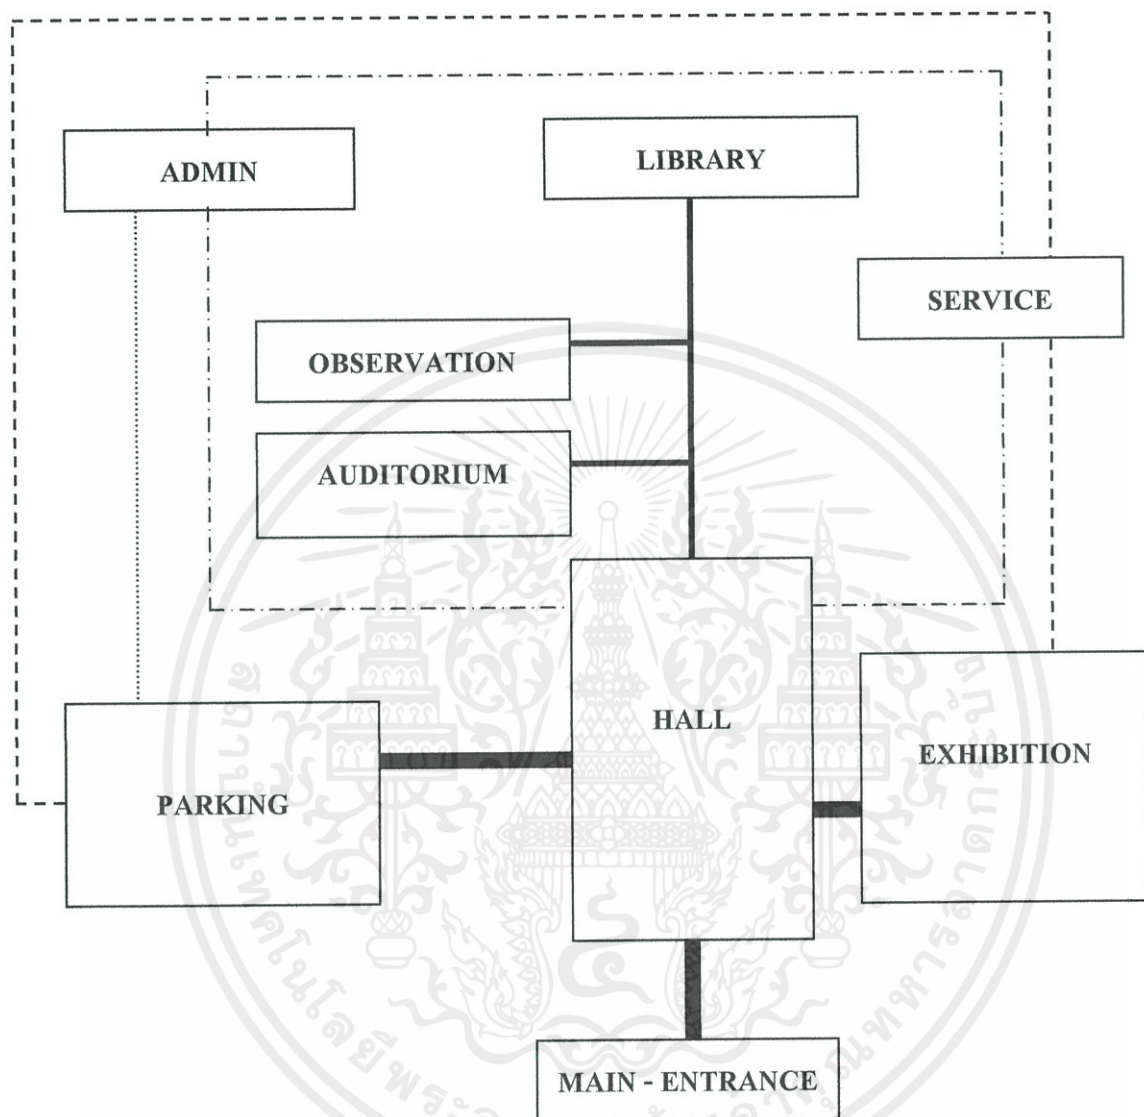 ADMIN
LIBRARY
SERVICE
OBSERVATION
AUDITORIUM
HALL
EXHIBITION
PARKING
MAIN - ENTRANCE